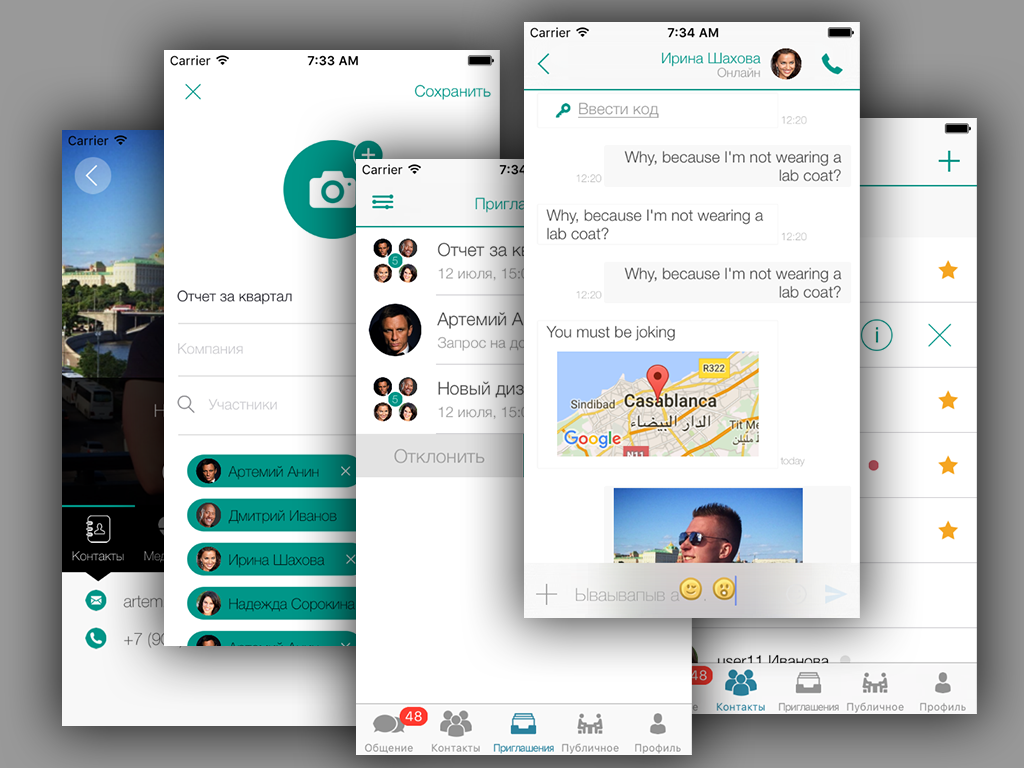 Carrier
artem
+7 (90
Контакты
Мед
Carrier
7:33 AM
Сохранить
Отчет за квартал
Компания
Участники
Артемий Анин
Дмитрий Иванов
Ирина Шахова
Надежда Сорокина
Артемий Анин
Carrier
7:34
Пригла
5
Отчет за кв
12 июля, 15:0
Артемий А
Запрос на до
5
Новый диз
12 июля, 15:0
Отклонить
48
Общение
Контакты
Приглашения
Публичное
Профиль
Carrier
7:34 AM
Ирина Шахова
Онлайн
Ввести код
12:20
Why, because I'm not wearing a
lab coat?
12:20
Why, because I'm not wearing a
lab coat?
12:20
Why, because I'm not wearing a
lab coat?
12:20
You must be joking
R322
Sindibad
Casablanca
الدار البيضاء
Tit Me
مليلن
Google
N11
today
Ываывапыв а😉. 😮
user11 Иванова
48
е
Контакты
Приглашения
Публичное
Профиль